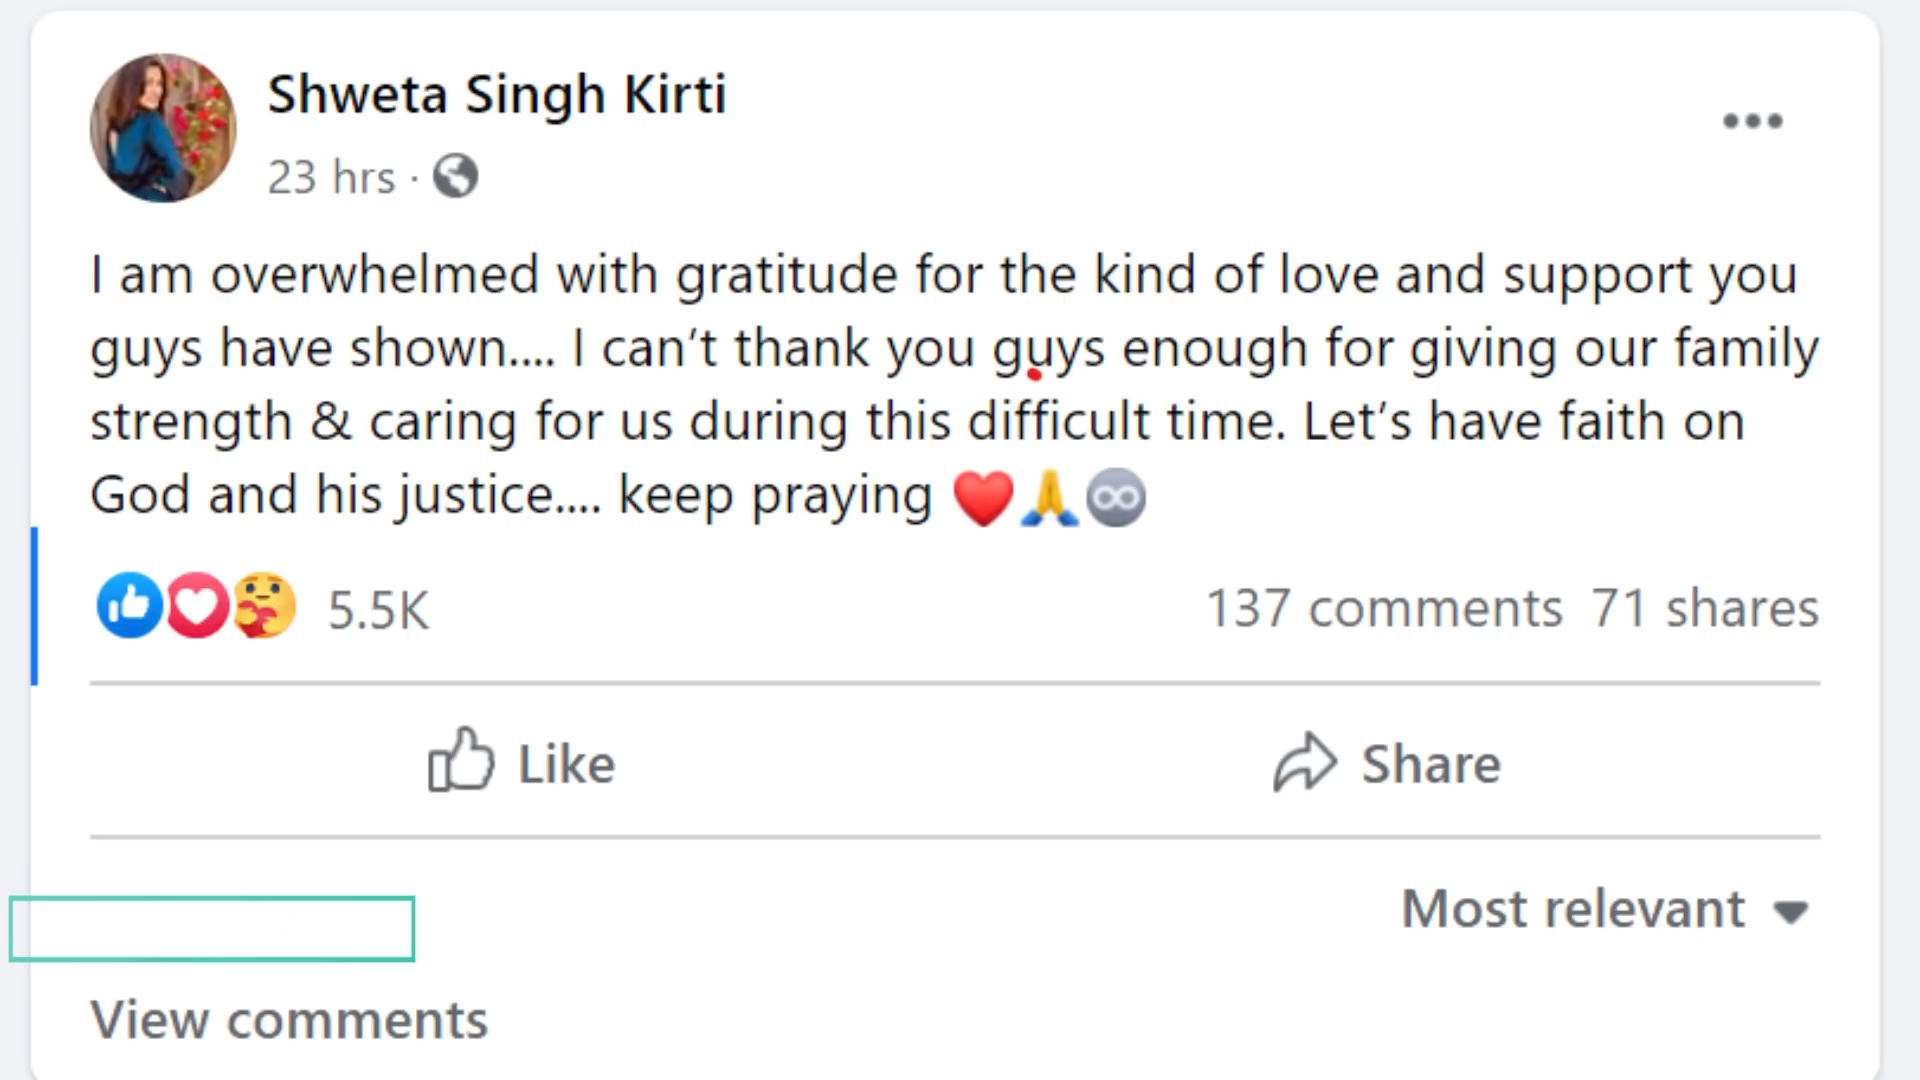 Shweta Singh Kirti
23 hrs ·
I am overwhelmed with gratitude for the kind of love and support you
guys have shown.... I can’t thank you guys enough for giving our family
strength & caring for us during this difficult time. Let’s have faith on
God and his justice.... keep praying ❤️🙏♾️
5.5K
137 comments 71 shares
Like
Share
Most relevant
View comments